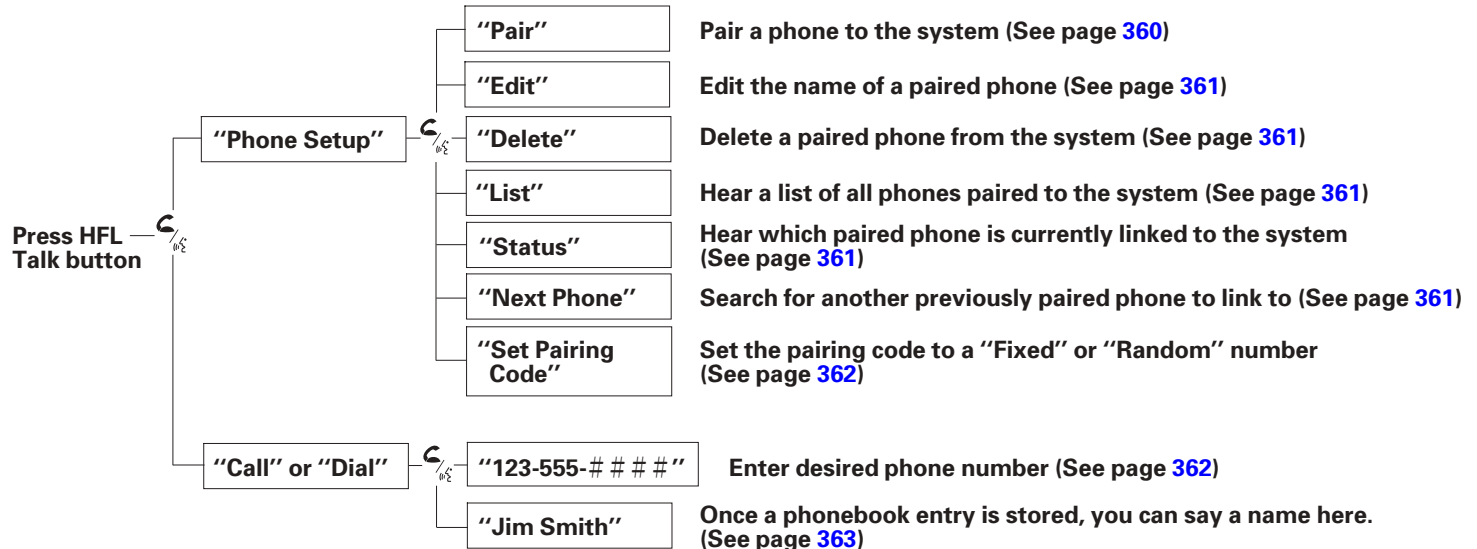 "Pair" Pair a phone to the system (See page 360)
"Edit" Edit the name of a paired phone (See page 361)
"Phone Setup" "Delete" Delete a paired phone from the system (See page 361)
"List" Hear a list of all phones paired to the system (See page 361)
Press HFL
Talk button
"Status" Hear which paired phone is currently linked to the system
(See page 361)
"Next Phone" Search for another previously paired phone to link to (See page 361)
"Set Pairing
Code"
Set the pairing code to a "Fixed" or "Random" number
(See page 362)
"Call" or "Dial" "123-555-####" Enter desired phone number (See page 362)
"Jim Smith" Once a phonebook entry is stored, you can say a name here.
(See page 363)